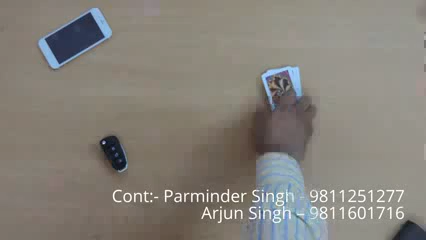 Cont:- Parminder Singh - 9811251277
Arjun Singh – 9811601716